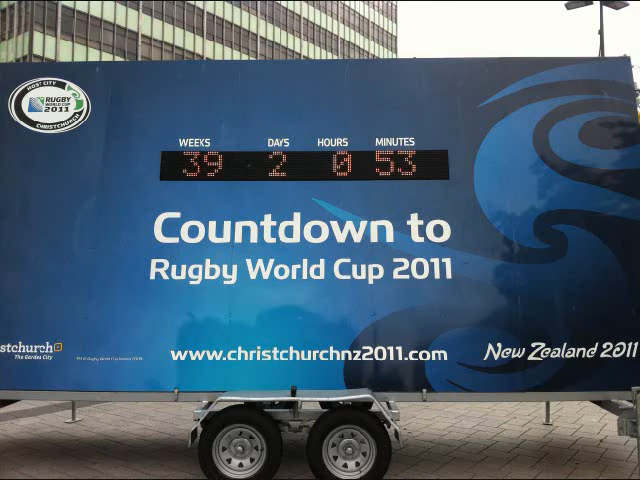 HOST CITY
RUGBY
WORLD CUP
2011
CHRISTCHURCH
WEEKS DAYS HOURS MINUTES
39 2 0 53
Countdown to
Rugby World Cup 2011
stchurch
The Garden City
www.christchurchnz2011.com
New Zealand 2011